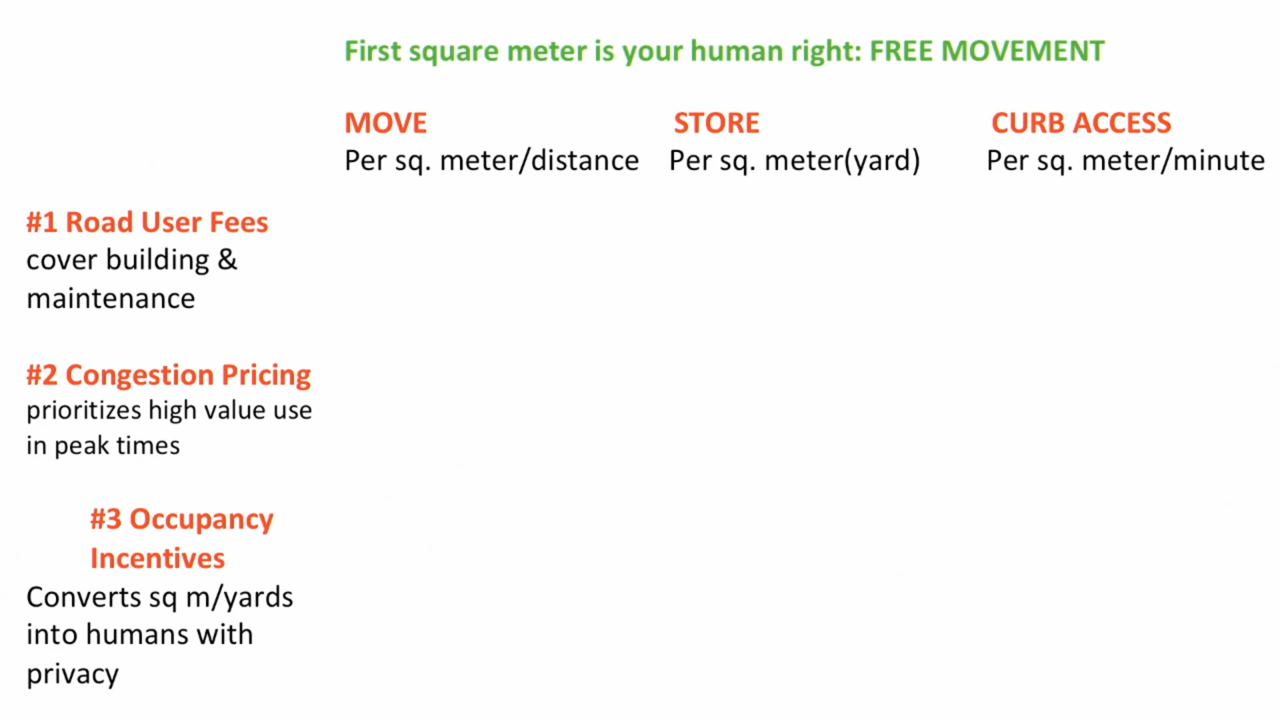 First square meter is your human right: FREE MOVEMENT
MOVE STORE CURB ACCESS
Per sq. meter/distance Per sq. meter(yard) Per sq. meter/minute
#1 Road User Fees
cover building &
maintenance
#2 Congestion Pricing
prioritizes high value use
in peak times
#3 Occupancy
Incentives
Converts sq m/yards
into humans with
privacy